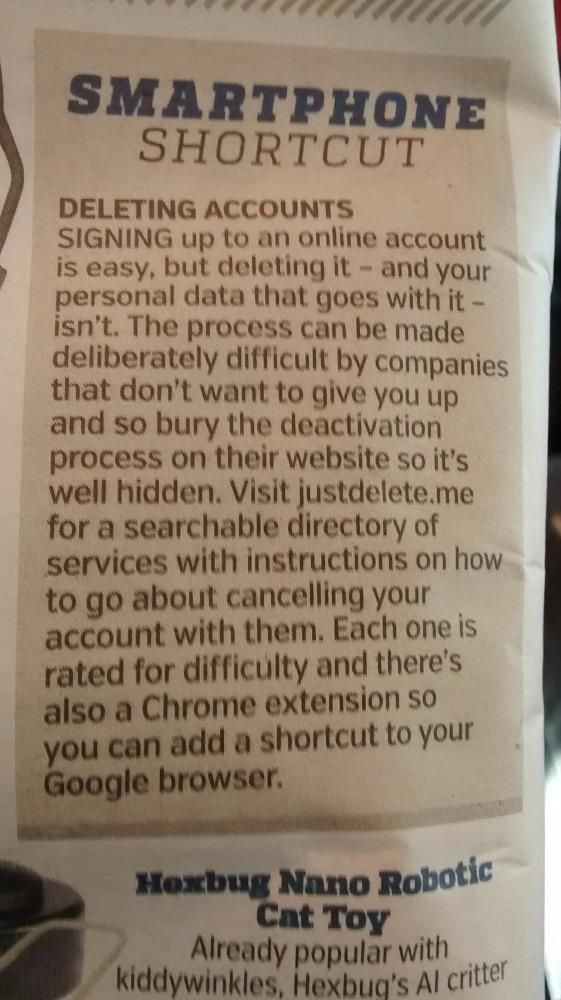 SMARTPHONE
SHORTCUT
DELETING ACCOUNTS
SIGNING up to an online account
is easy, but deleting it – and your
personal data that goes with it –
isn't. The process can be made
deliberately difficult by companies
that don't want to give you up
and so bury the deactivation
process on their website so it's
well hidden. Visit justdelete.me
for a searchable directory of
services with instructions on how
to go about cancelling your
account with them. Each one is
rated for difficulty and there's
also a Chrome extension so
you can add a shortcut to your
Google browser.
Hexbug Nano Robotic
Cat Toy
Already popular with
kiddywinkles, Hexbug's AI critter